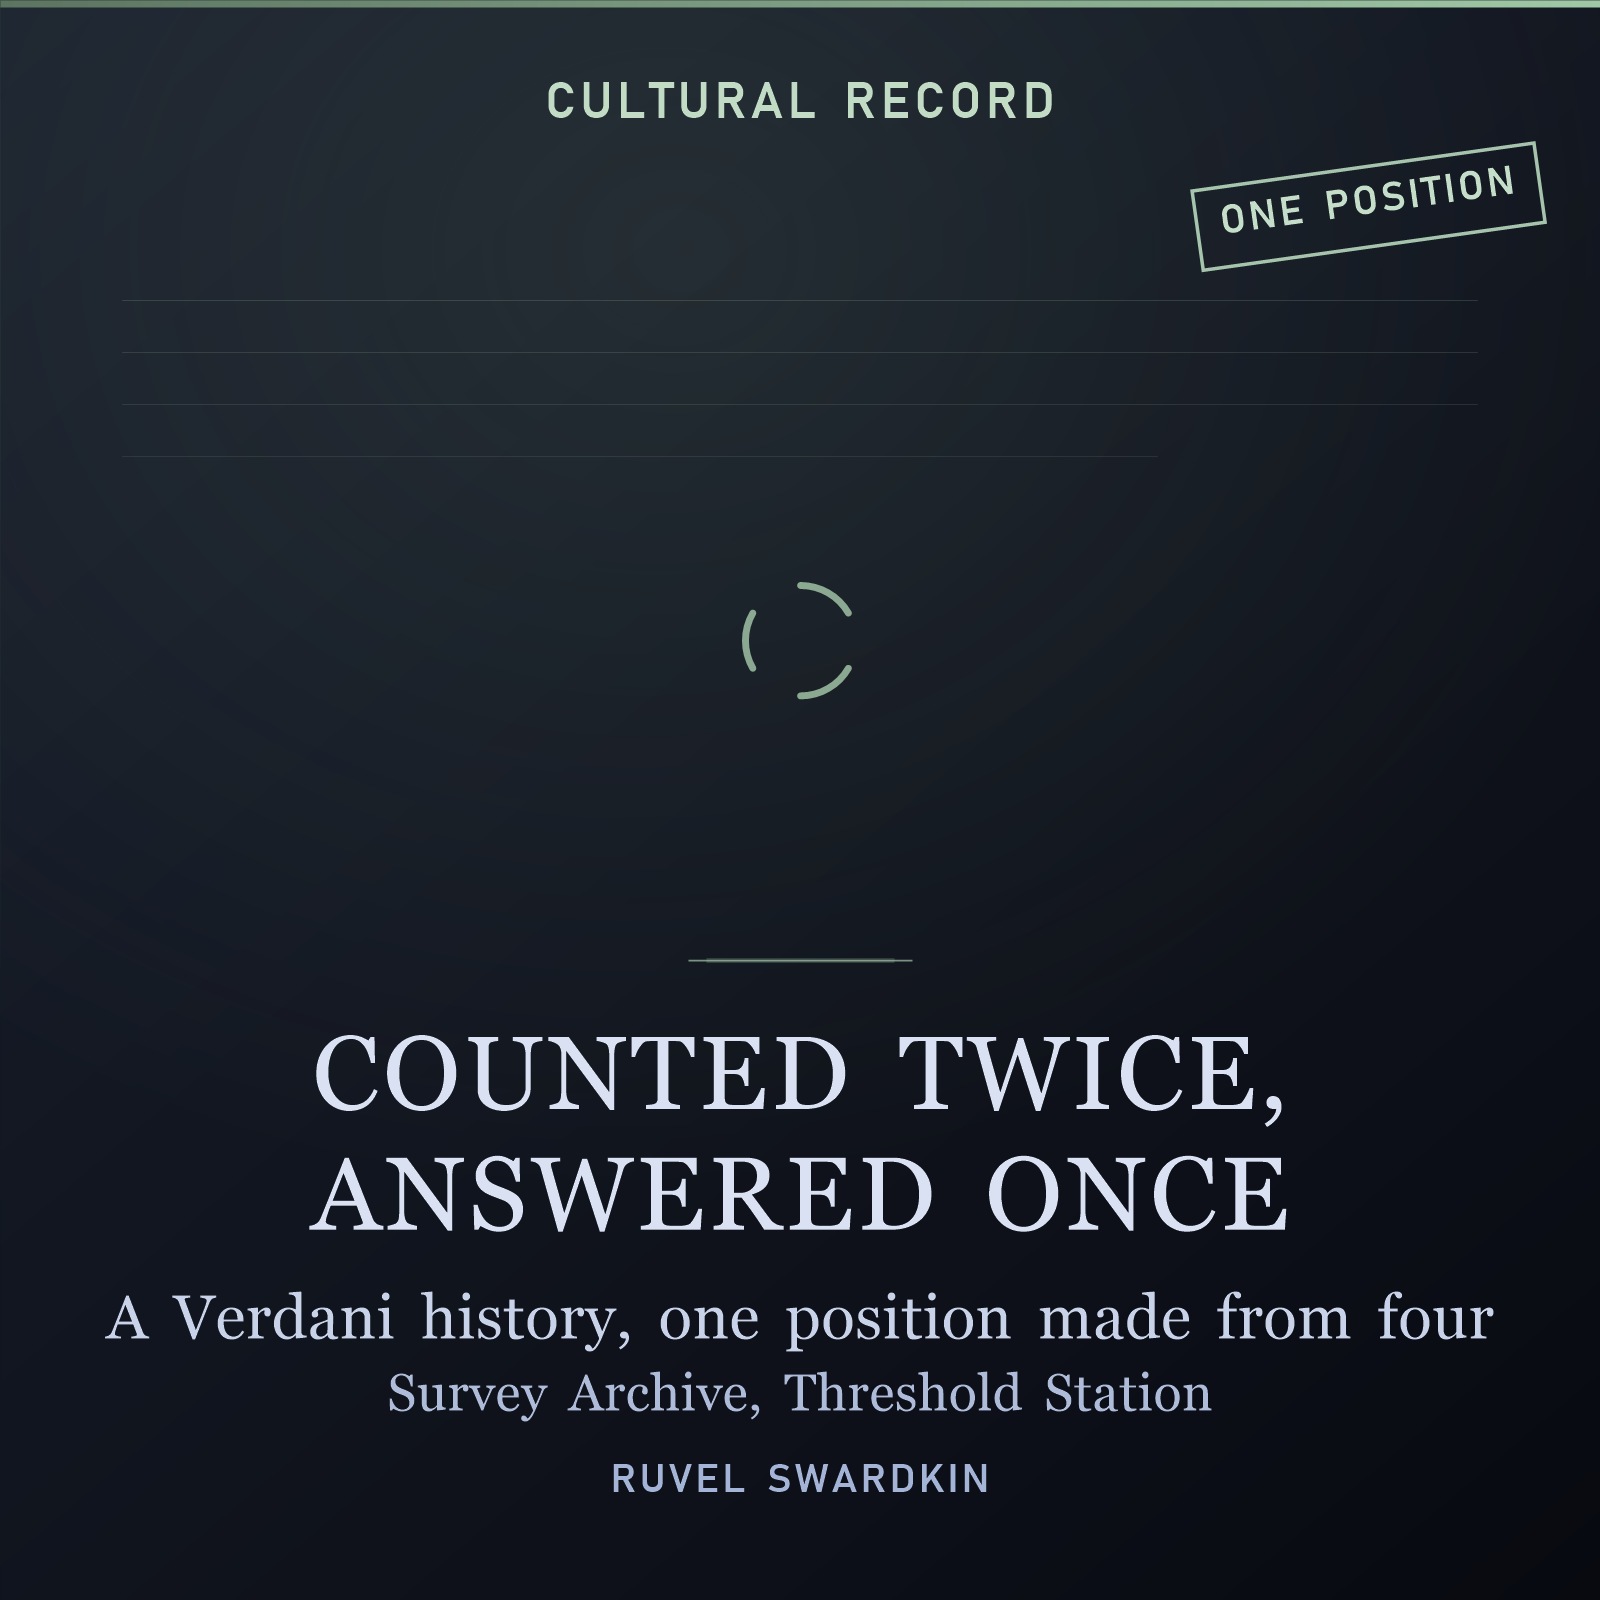 CULTURAL RECORD
ONE POSITION
COUNTED TWICE,
ANSWERED ONCE
A Verdani history, one position made from four
Survey Archive, Threshold Station
RUVEL SWARDKIN